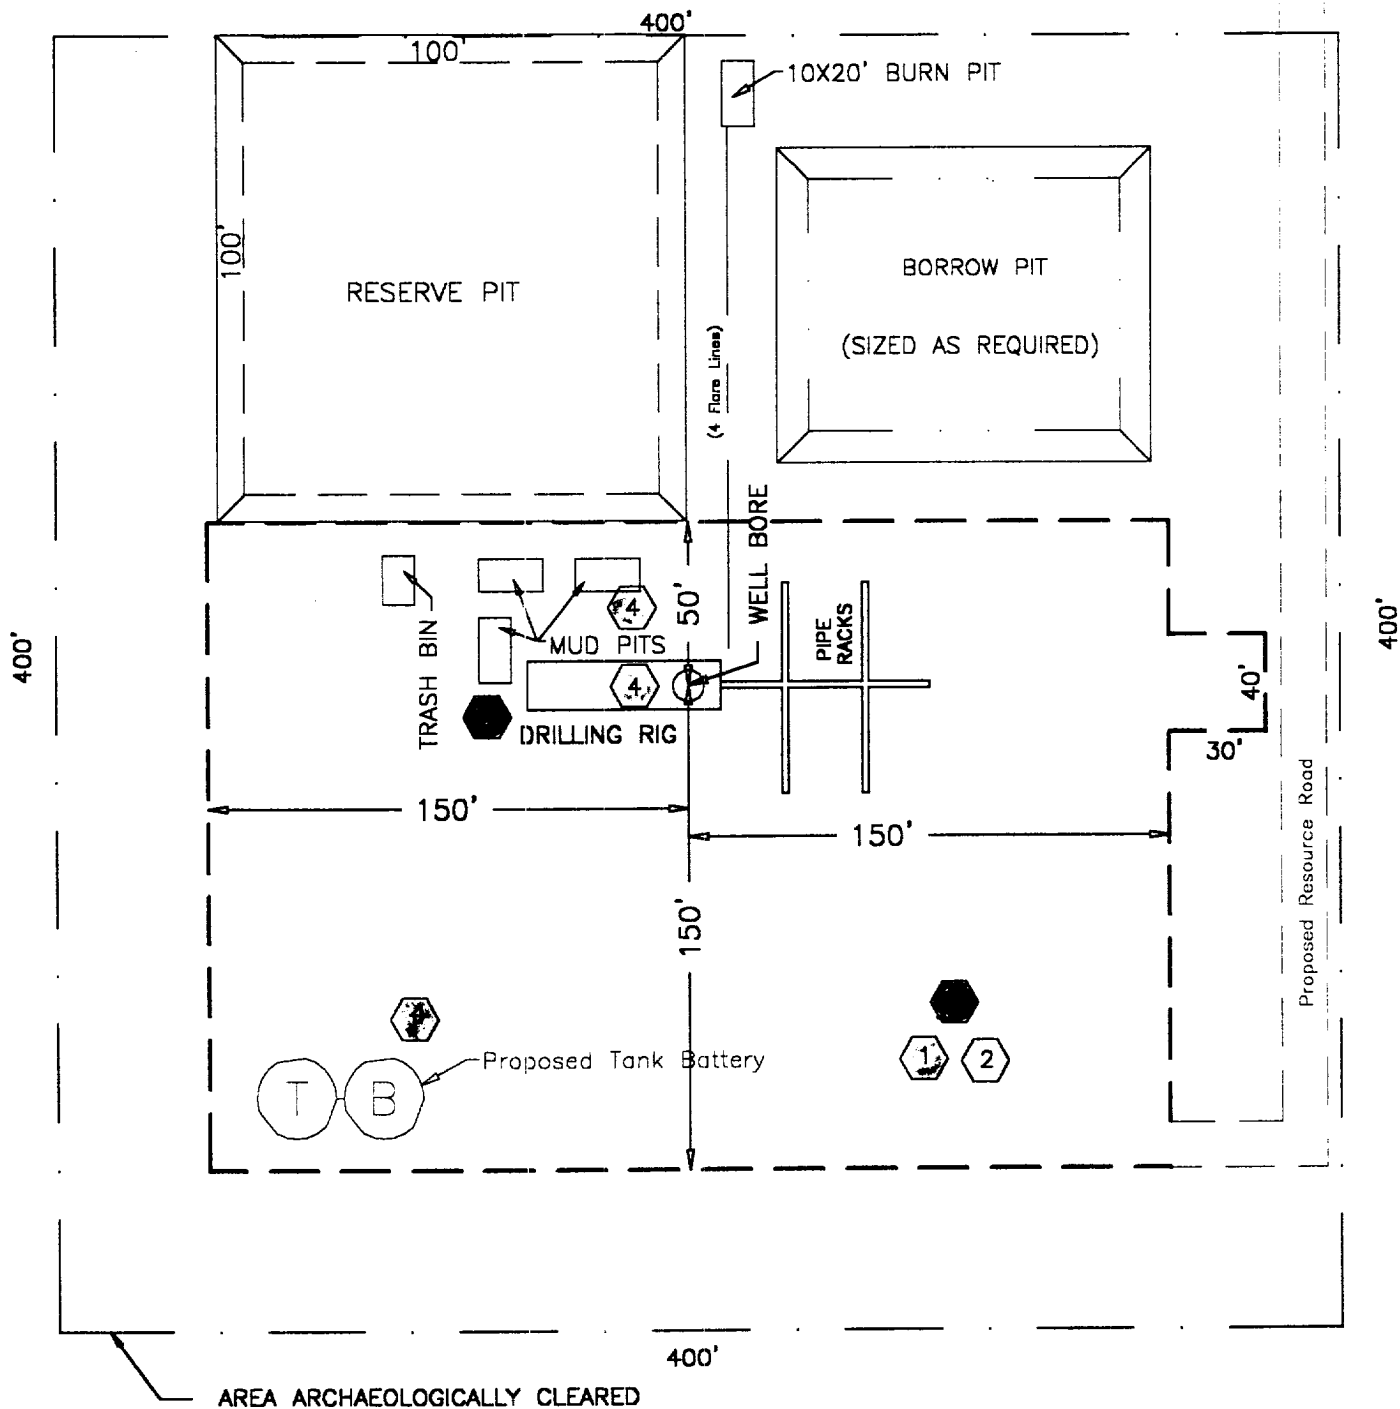 400'
100'
10X20' BURN PIT
100'
RESERVE PIT
BORROW PIT
(SIZED AS REQUIRED)
(4 Flare Lines)
WELL BORE
50'
4
TRASH BIN
MUD PITS
PIPE
RACKS
400'
400'
4
40'
DRILLING RIG
30'
150'
150'
150'
Proposed Resource Road
4
1
2
Proposed Tank Battery
T
B
400'
AREA ARCHAEOLOGICALLY CLEARED